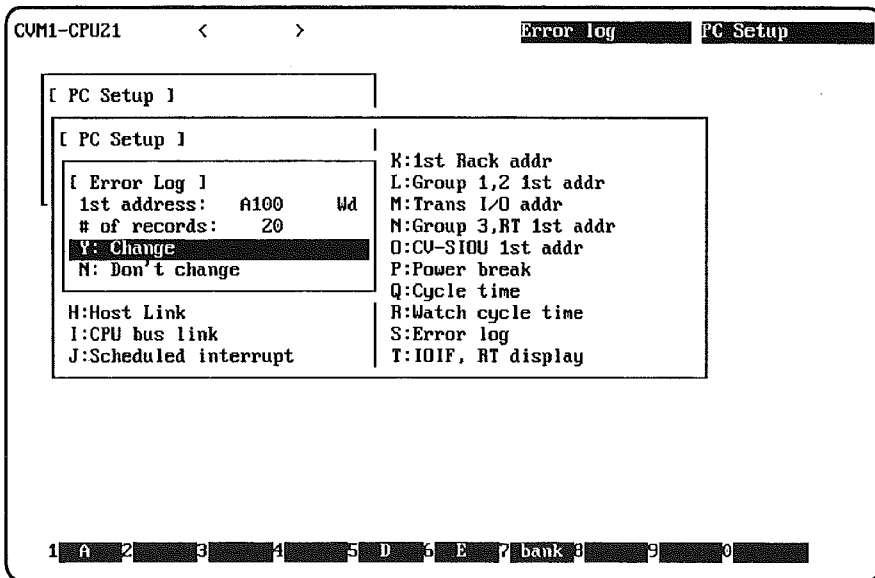 CVM1-CPU21 < > Error log PC Setup
[ PC Setup ]
[ PC Setup ]
[ Error Log ]
1st address: A100 Wd
# of records: 20
Y: Change
N: Don't change
H:Host Link
I:CPU bus link
J:Scheduled interrupt
K:1st Rack addr
L:Group 1,2 1st addr
M:Trans I/O addr
N:Group 3,RT 1st addr
O:CV-SIOU 1st addr
P:Power break
Q:Cycle time
R:Watch cycle time
S:Error log
T:IOIF, RT display
1 A 2 3 4 5 D 6 E 7 bank 8 9 0